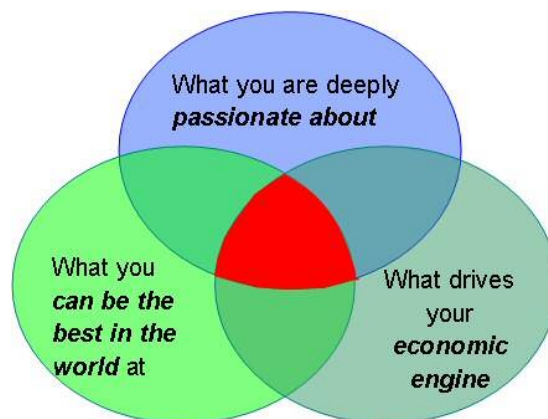 What you are deeply
passionate about
What you
can be the
best in the
world at
What drives
your
economic
engine